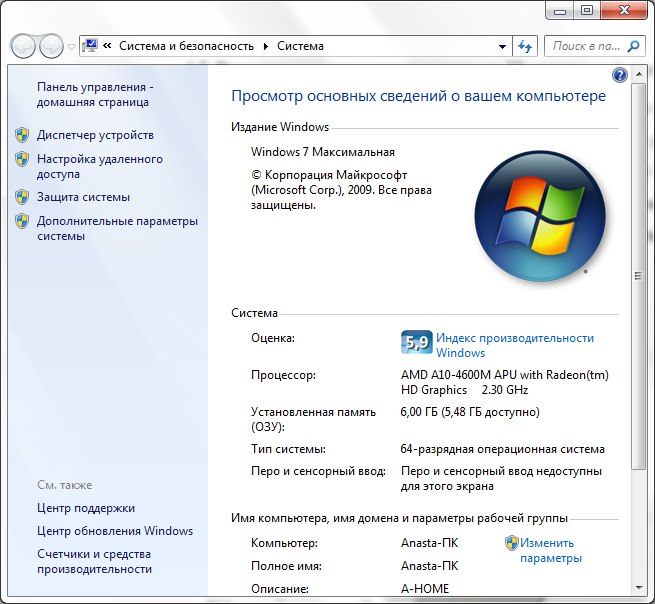 Система и безопасность
Система
Поиск в па...
Панель управления -
домашняя страница
Диспетчер устройств
Настройка удаленного
доступа
Защита системы
Дополнительные параметры
системы
См. также
Центр поддержки
Центр обновления Windows
Счетчики и средства
производительности
Просмотр основных сведений о вашем компьютере
Издание Windows
Windows 7 Максимальная
© Корпорация Майкрософт
(Microsoft Corp.), 2009. Все права
защищены.
Система
Оценка:
5,9
Индекс производительности
Windows
Процессор:
AMD A10-4600M APU with Radeon(tm)
HD Graphics 2.30 GHz
Установленная память
(ОЗУ):
6,00 ГБ (5,48 ГБ доступно)
Тип системы:
64-разрядная операционная система
Перо и сенсорный ввод:
Перо и сенсорный ввод недоступны
для этого экрана
Имя компьютера, имя домена и параметры рабочей группы
Компьютер:
Anasta-ПК
Изменить
параметры
Полное имя:
Anasta-ПК
Описание:
A-HOME